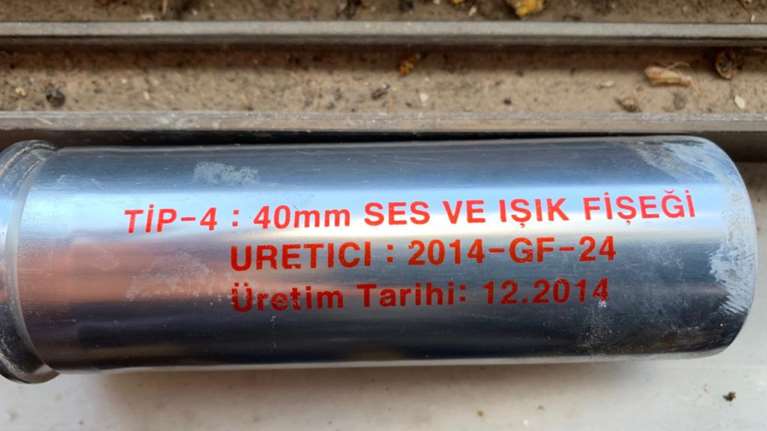 TİP-4 : 40mm SES VE IŞIK FİŞEĞİ
URETICI : 2014-GF-24
Üretim Tarihi: 12.2014